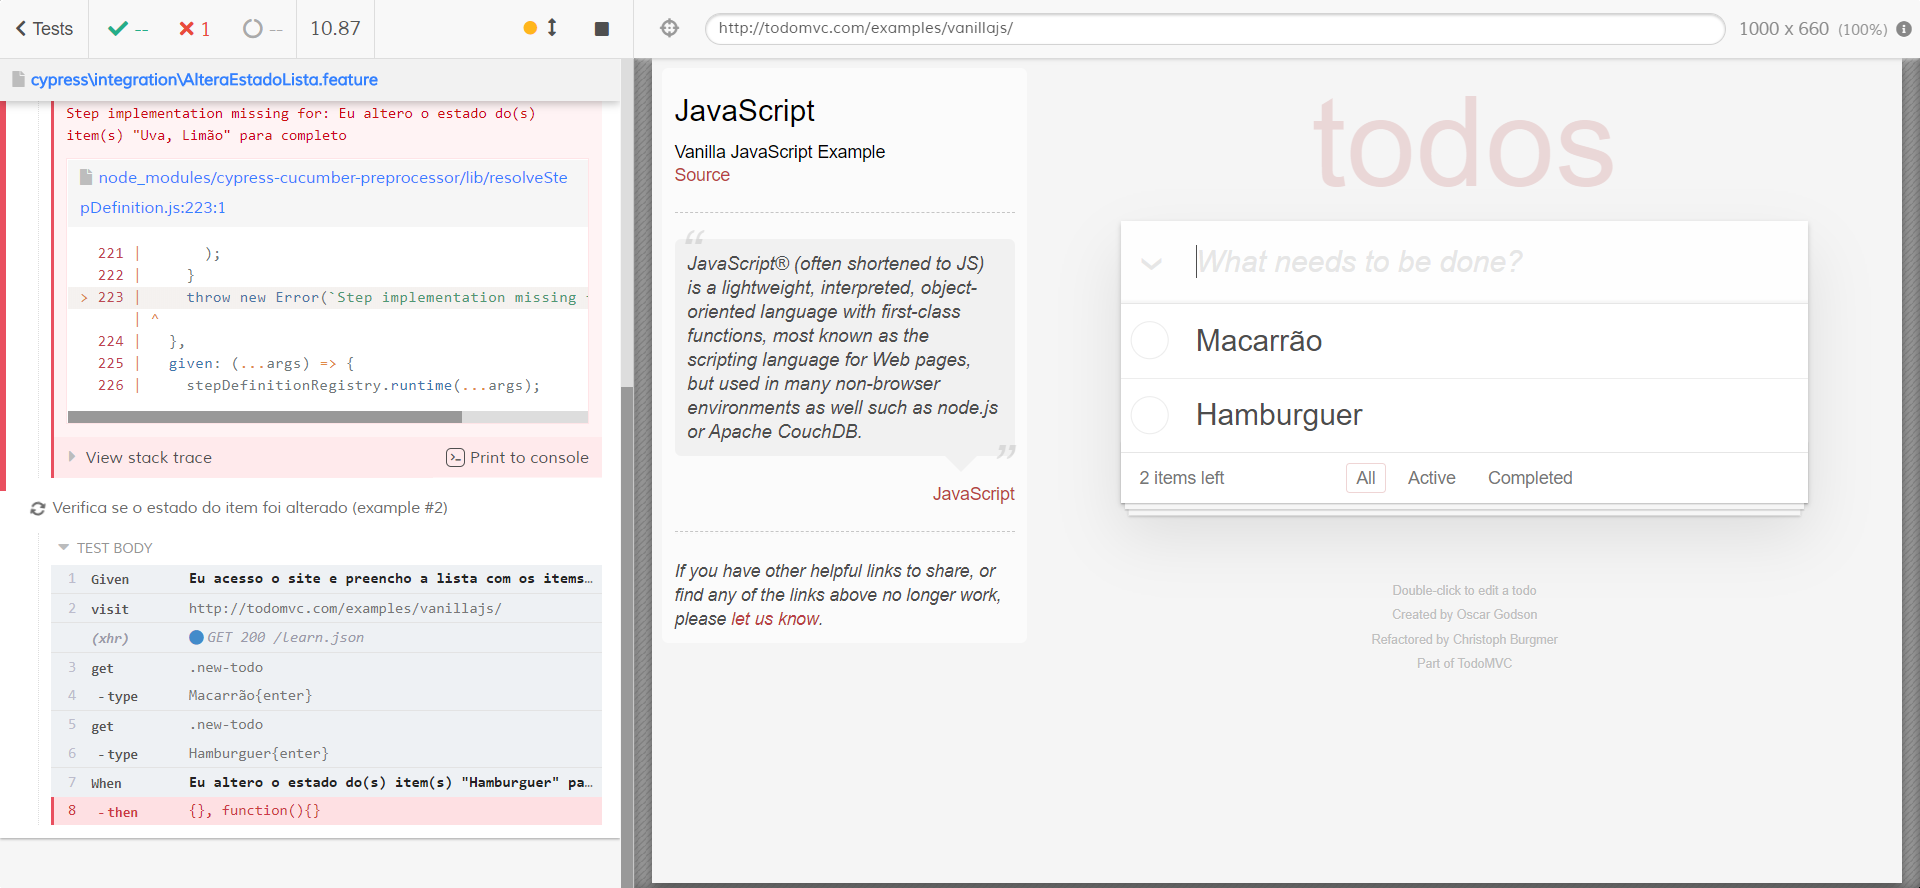 Tests
--
1
--
10.87
http://todomvc.com/examples/vanillajs/
1000 x 660 (100%)
cypress\integration\AlteraEstadoLista.feature
Step implementation missing for: Eu altero o estado do(s)
item(s) "Uva, Limão" para completo
node_modules/cypress-cucumber-preprocessor/lib/resolveSte
pDefinition.js:223:1
221 | );
222 | }
> 223 | throw new Error(`Step implementation missing
| ^
224 | },
225 | given: (...args) => {
226 | stepDefinitionRegistry.runtime(...args);
View stack trace
Print to console
Verifica se o estado do item foi alterado (example #2)
TEST BODY
1 Given Eu acesso o site e preencho a lista com os items…
2 visit http://todomvc.com/examples/vanillajs/
(xhr) GET 200 /learn.json
3 get .new-todo
4 -type Macarrão{enter}
5 get .new-todo
6 -type Hamburguer{enter}
7 When Eu altero o estado do(s) item(s) "Hamburguer" pa…
8 -then {}, function(){}
JavaScript
Vanilla JavaScript Example
Source
“
JavaScript® (often shortened to JS)
is a lightweight, interpreted, object-
oriented language with first-class
functions, most known as the
scripting language for Web pages,
but used in many non-browser
environments as well such as node.js
or Apache CouchDB.
”
JavaScript
If you have other helpful links to share, or
find any of the links above no longer work,
please let us know.
todos
What needs to be done?
Macarrão
Hamburguer
2 items left
All
Active
Completed
Double-click to edit a todo
Created by Oscar Godson
Refactored by Christoph Burgmer
Part of TodoMVC